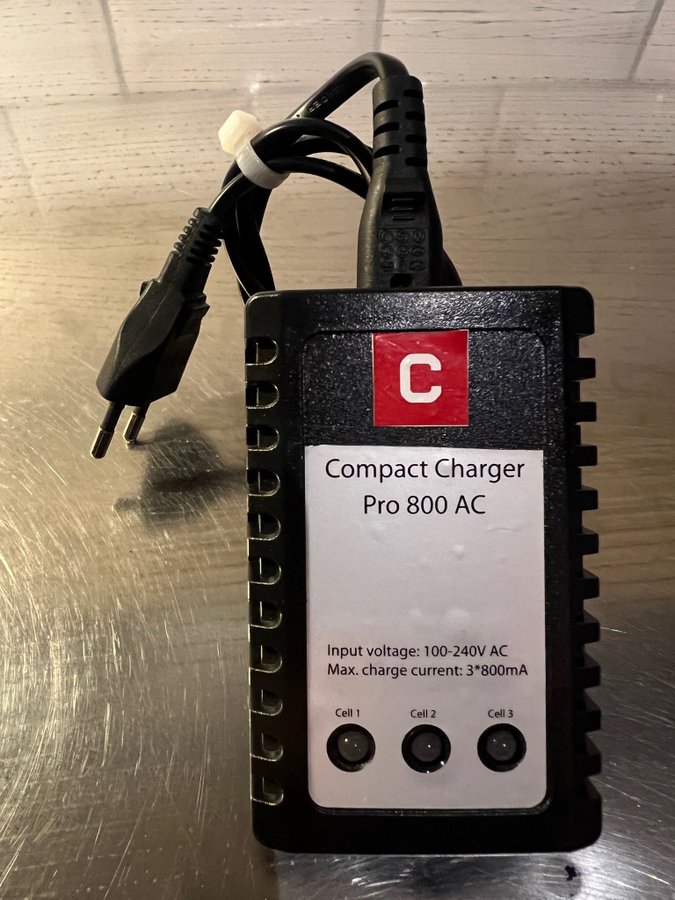 C
Compact Charger
Pro 800 AC
Input voltage: 100-240V AC
Max. charge current: 3*800mA
Cell 1 Cell 2 Cell 3